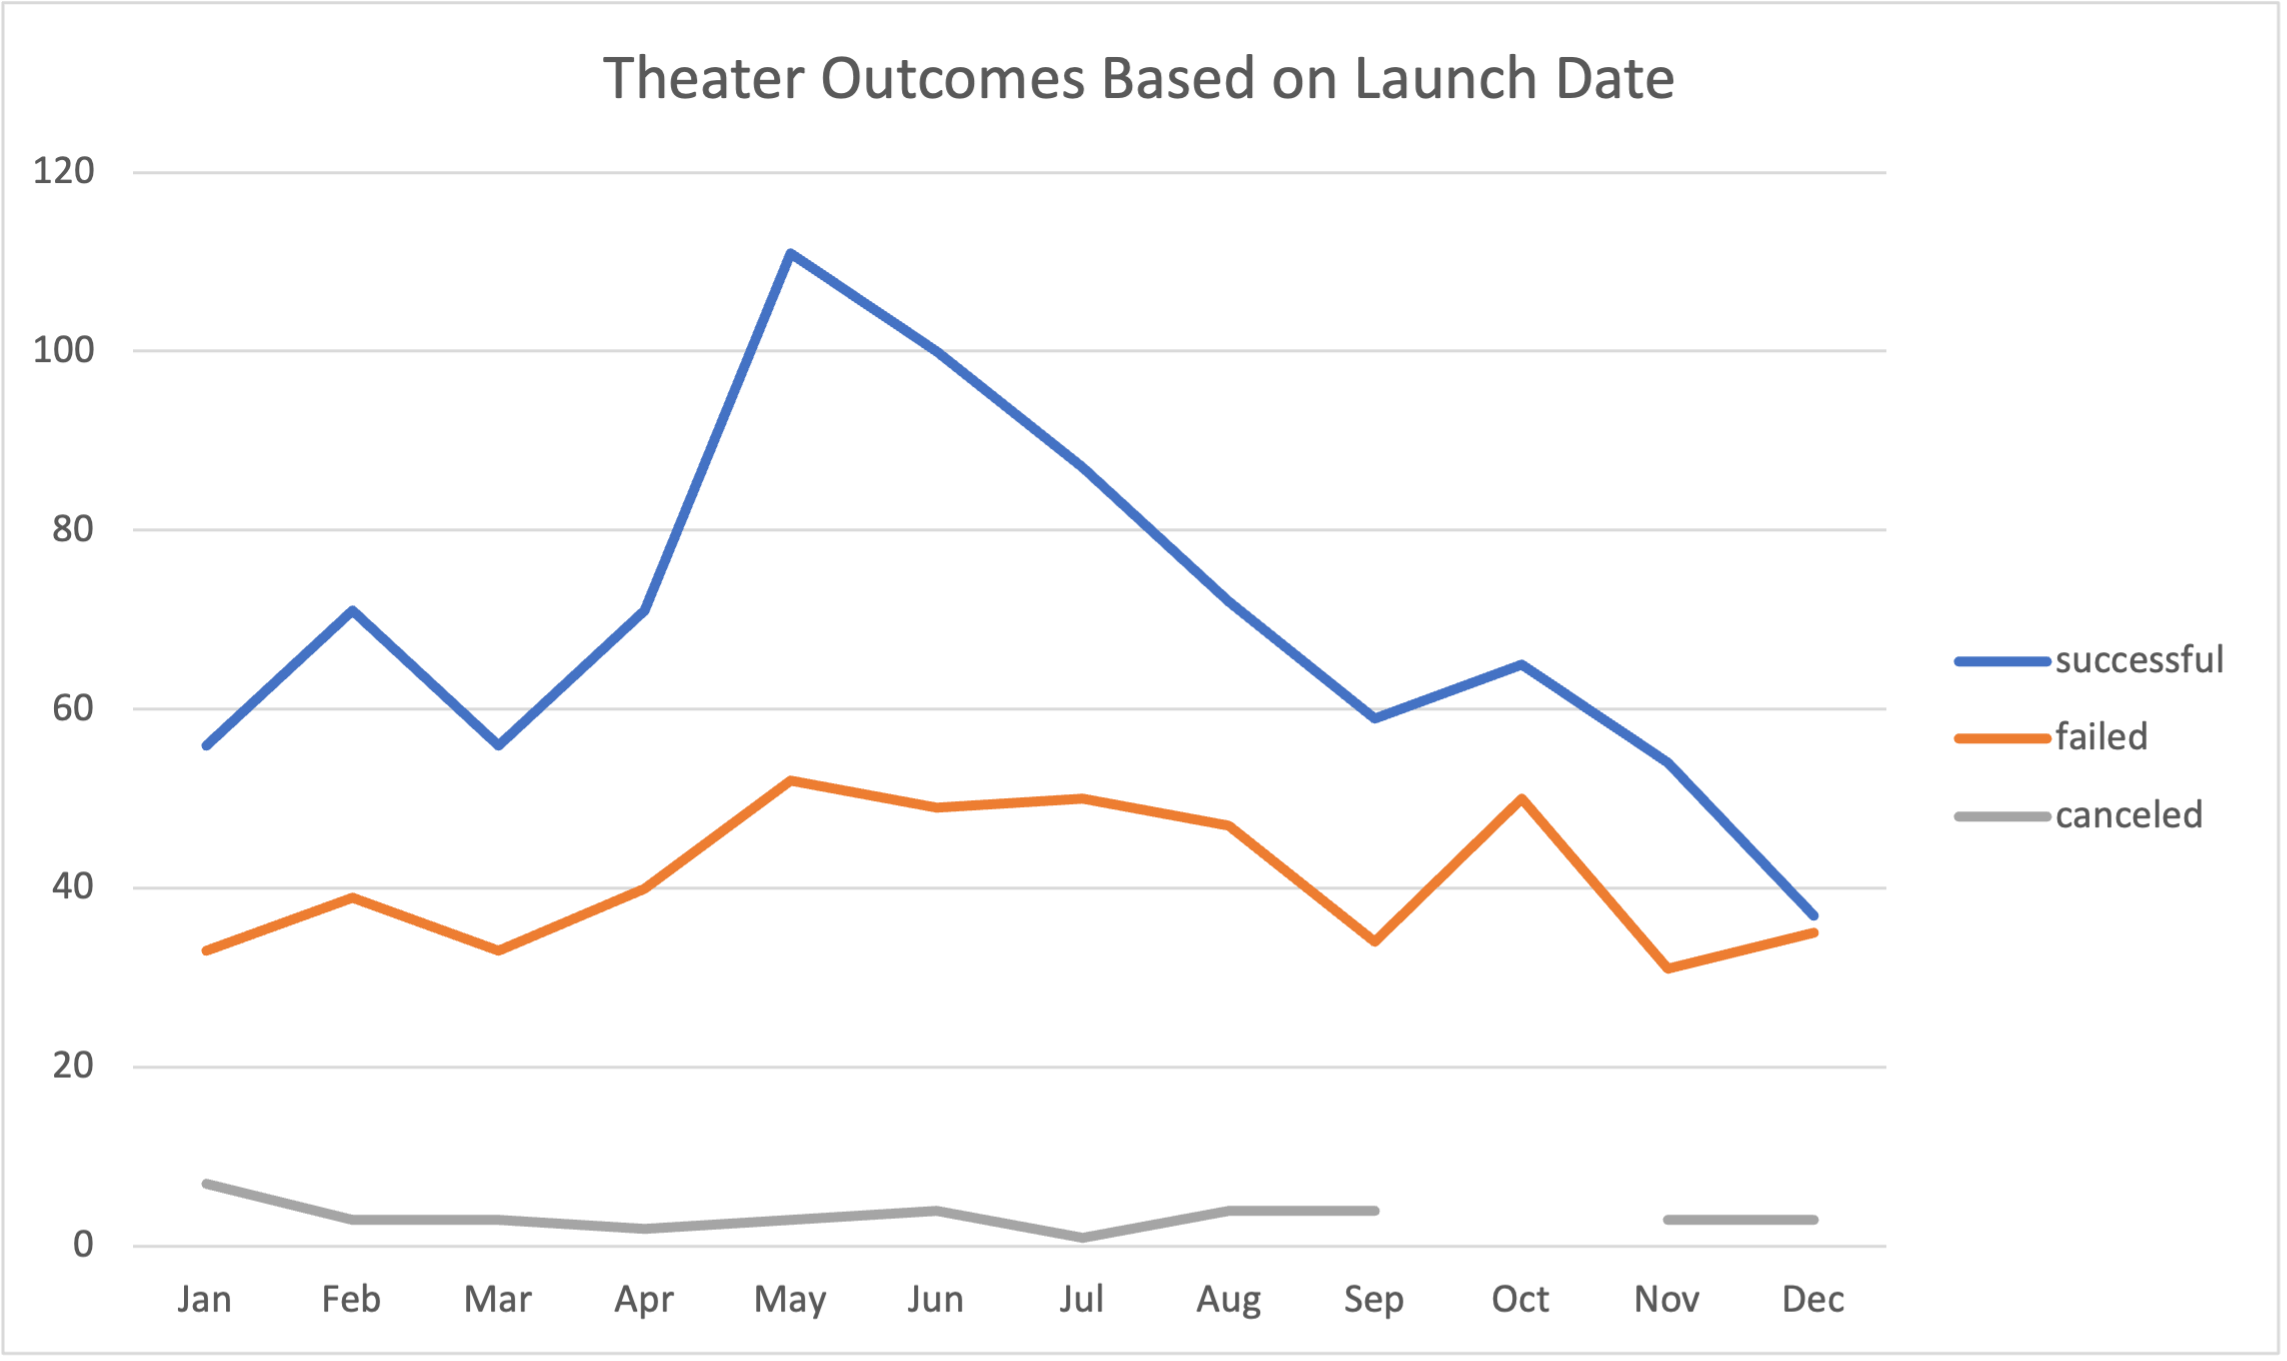 Theater Outcomes Based on Launch Date
120
100
80
60
40
20
0
Jan Feb Mar Apr May Jun Jul Aug Sep Oct Nov Dec
successful
failed
canceled